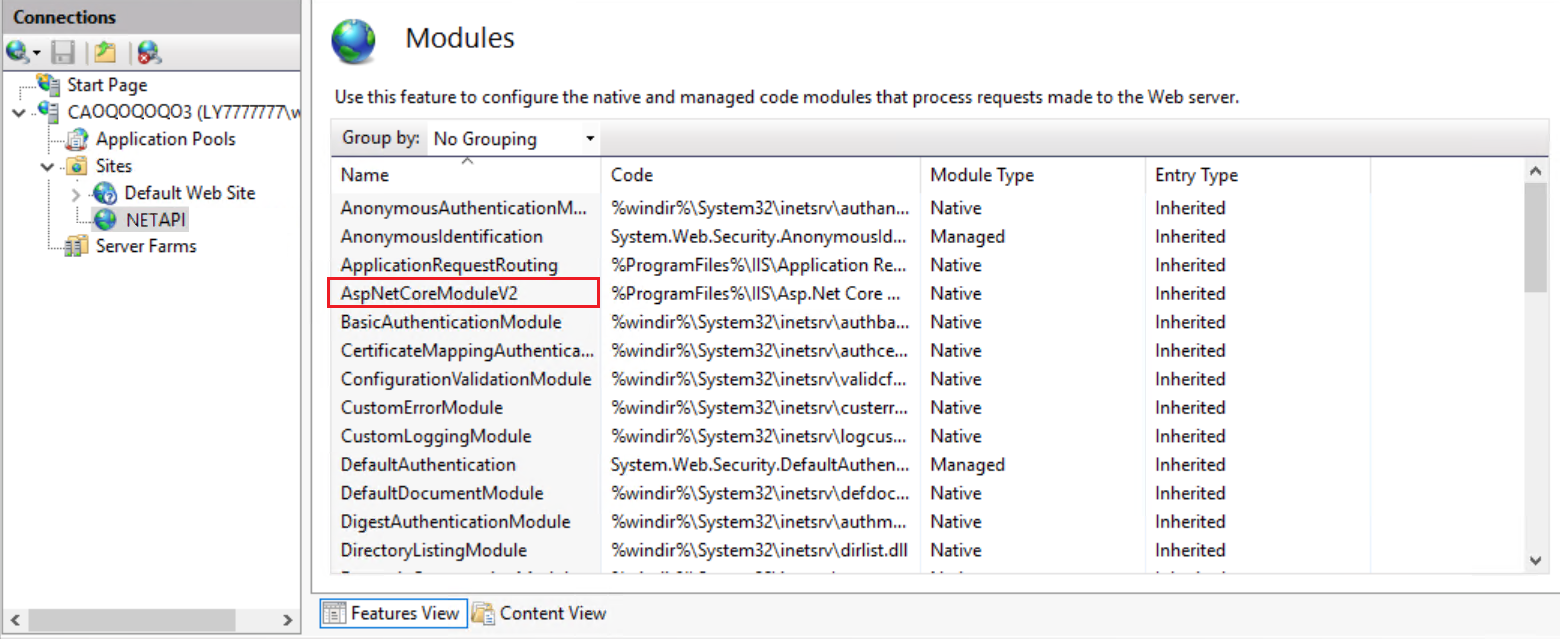 Connections
Start Page
CAOQOQOQO3 (LY7777777\w
Application Pools
Sites
Default Web Site
NETAPI
Server Farms
Modules
Use this feature to configure the native and managed code modules that process requests made to the Web server.
Group by: No Grouping
Name Code Module Type Entry Type
AnonymousAuthenticationM... %windir%\System32\inetsrv\authan... Native Inherited
AnonymousIdentification System.Web.Security.AnonymousId... Managed Inherited
ApplicationRequestRouting %ProgramFiles%\IIS\Application Re... Native Inherited
AspNetCoreModuleV2 %ProgramFiles%\IIS\Asp.Net Core ... Native Inherited
BasicAuthenticationModule %windir%\System32\inetsrv\authba... Native Inherited
CertificateMappingAuthentica... %windir%\System32\inetsrv\authce... Native Inherited
ConfigurationValidationModule %windir%\System32\inetsrv\validcf... Native Inherited
CustomErrorModule %windir%\System32\inetsrv\custerr... Native Inherited
CustomLoggingModule %windir%\System32\inetsrv\logcus... Native Inherited
DefaultAuthentication System.Web.Security.DefaultAuthen... Managed Inherited
DefaultDocumentModule %windir%\System32\inetsrv\defdoc... Native Inherited
DigestAuthenticationModule %windir%\System32\inetsrv\authm... Native Inherited
DirectoryListingModule %windir%\System32\inetsrv\dirlist.dll Native Inherited
Features View Content View